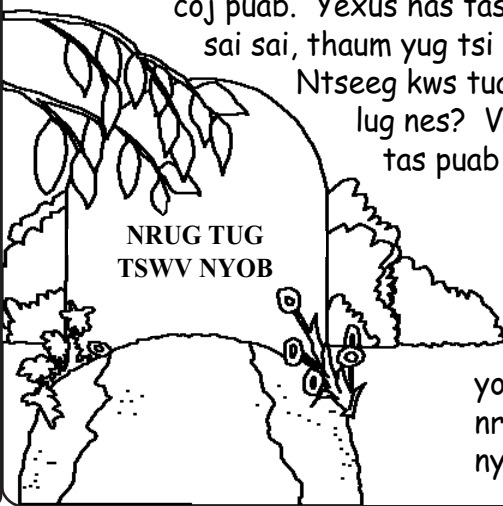 coj puab. Yexus has tas
sai sai, thaum yug tsi
Ntseeg kws tu
lug nes? V
tas puab
NRUG TUG
TSWV NYOB
yo
nr
ny